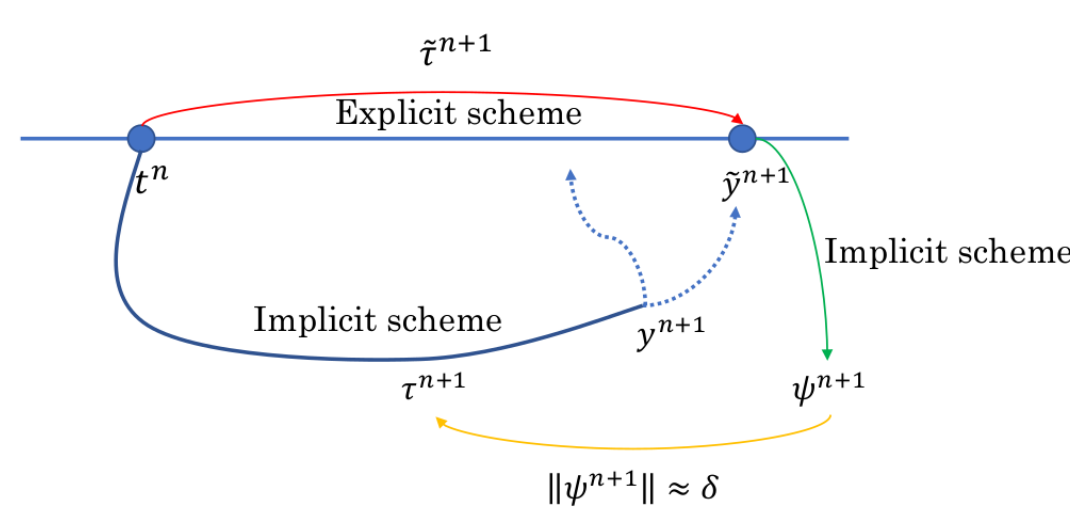 τ̃ⁿ⁺¹
Explicit scheme
tⁿ
ỹⁿ⁺¹
Implicit scheme
Implicit scheme
yⁿ⁺¹
τⁿ⁺¹
ψⁿ⁺¹
‖ψⁿ⁺¹‖ ≈ δ